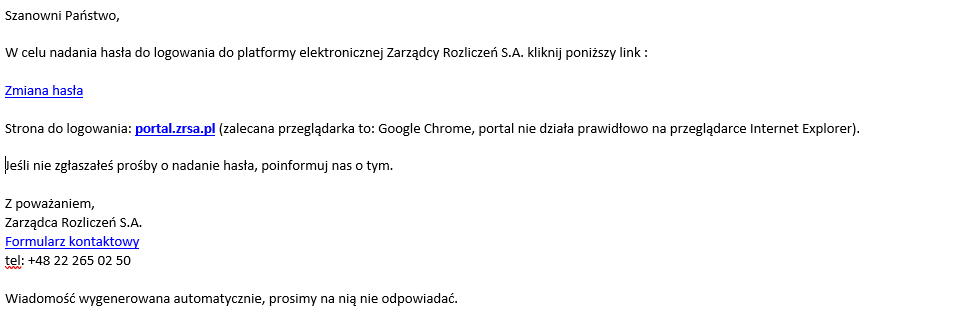 Szanowni Państwo,
W celu nadania hasła do logowania do platformy elektronicznej Zarządcy Rozliczeń S.A. kliknij poniższy link :
Zmiana hasła
Strona do logowania: portal.zrsa.pl (zalecana przeglądarka to: Google Chrome, portal nie działa prawidłowo na przeglądarce Internet Explorer).
Jeśli nie zgłaszałeś prośby o nadanie hasła, poinformuj nas o tym.
Z poważaniem,
Zarządca Rozliczeń S.A.
Formularz kontaktowy
tel: +48 22 265 02 50
Wiadomość wygenerowana automatycznie, prosimy na nią nie odpowiadać.